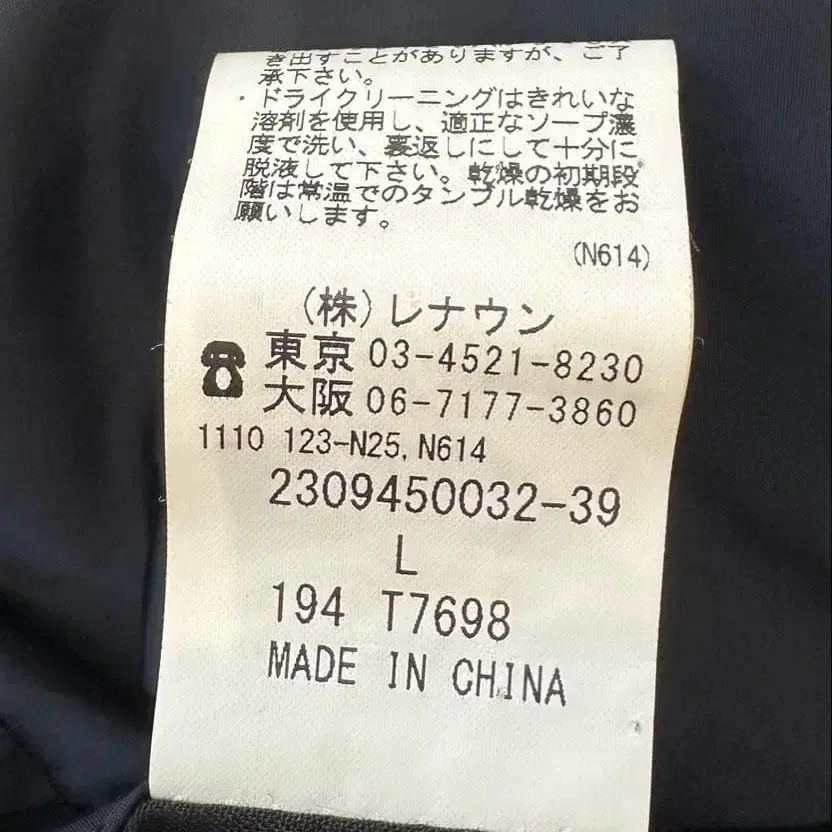 き出すことがありますが、ご了
承下さい。
・ドライクリーニングはきれいな
溶剤を使用し、適正なソープ濃
度で洗い、裏返しにして十分に
脱液して下さい。乾燥の初期段
階は常温でのタンブル乾燥をお
願いします。
(N614)
(株)レナウン
東京 03-4521-8230
大阪 06-7177-3860
1110 123-N25,N614
2309450032-39
L
194 T7698
MADE IN CHINA